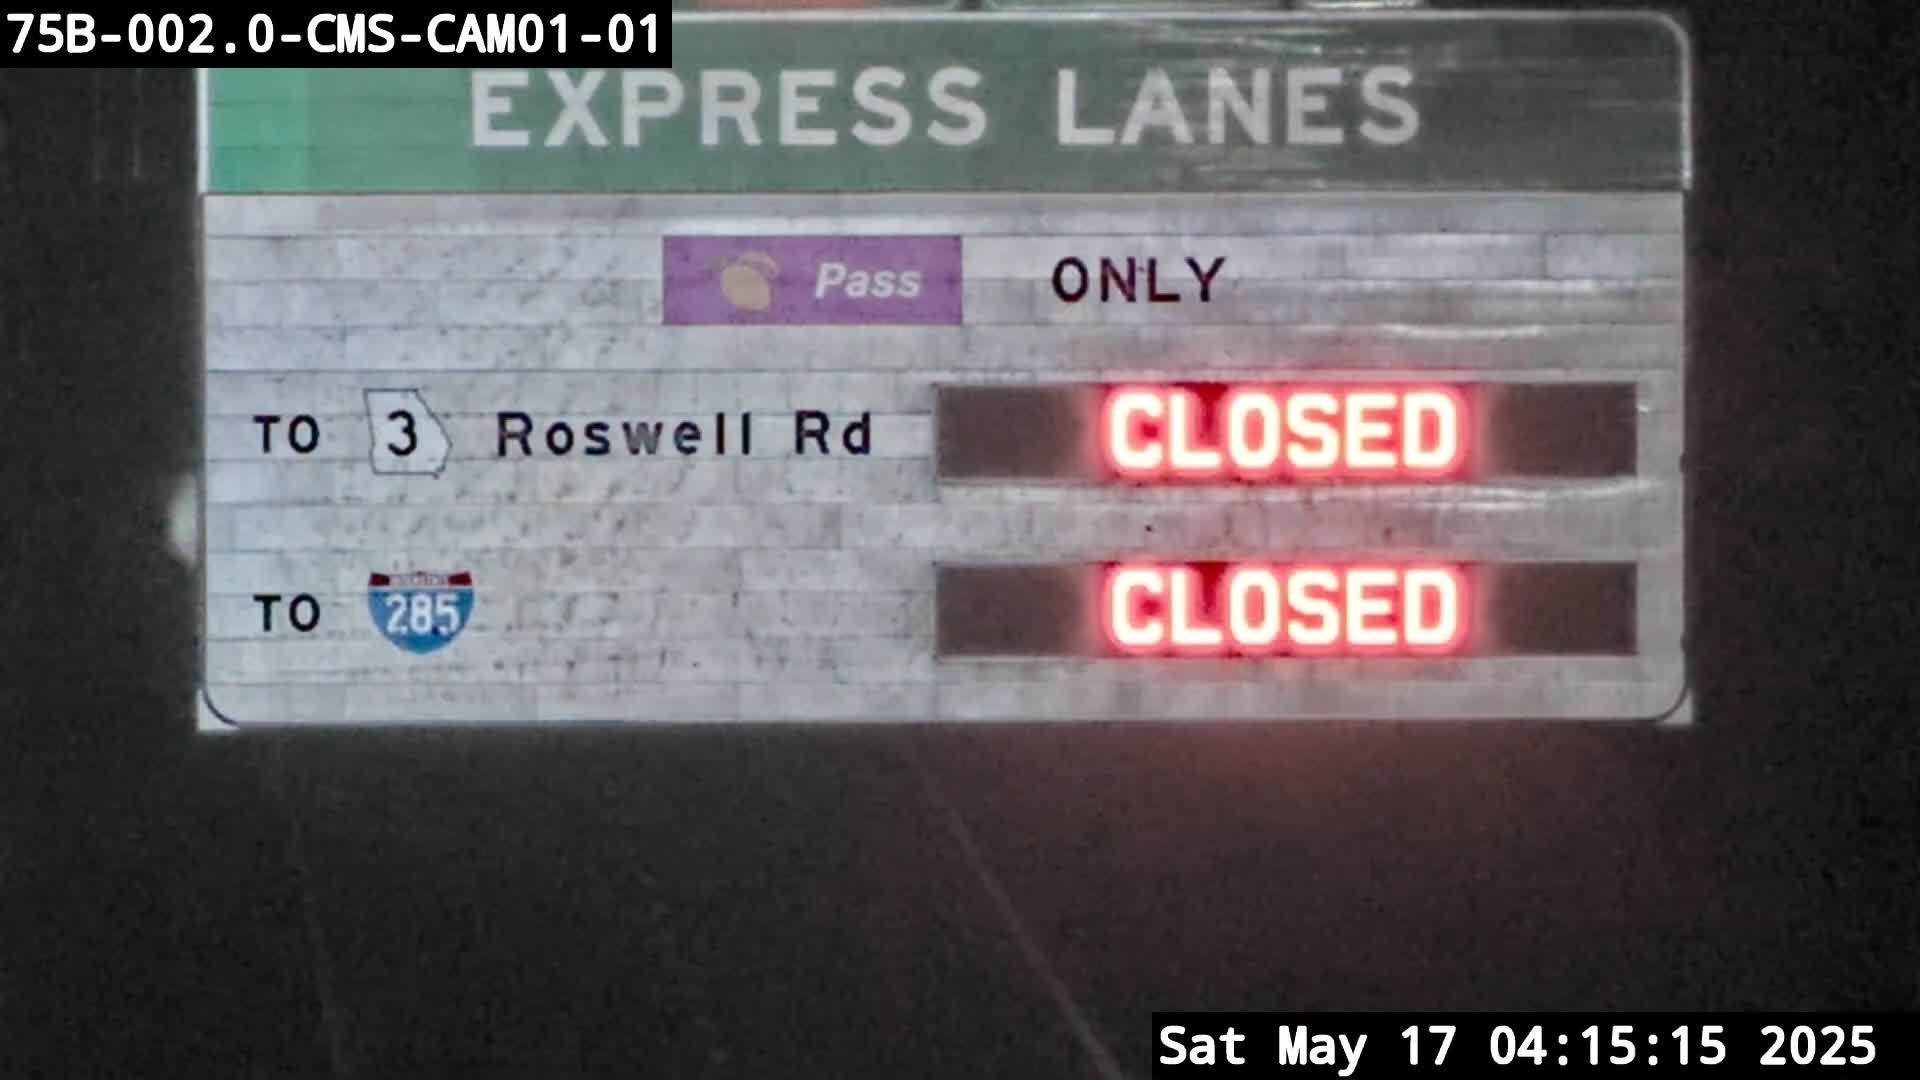 75B-002.0-CMS-CAM01-01
EXPRESS LANES
Pass ONLY
TO 3 Roswell Rd CLOSED
TO 285 CLOSED
Sat May 17 04:15:15 2025